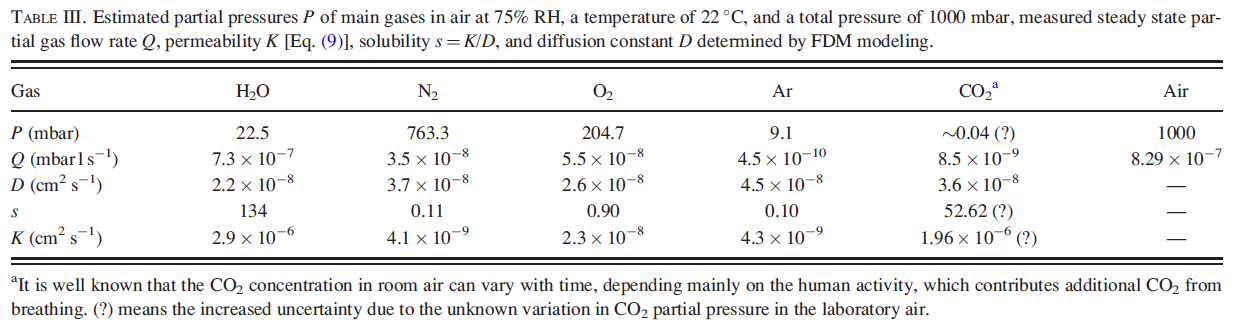 TABLE III. Estimated partial pressures P of main gases in air at 75% RH, a temperature of 22 °C, and a total pressure of 1000 mbar, measured steady state par-
tial gas flow rate Q, permeability K [Eq. (9)], solubility s = K/D, and diffusion constant D determined by FDM modeling.
Gas H₂O N₂ O₂ Ar CO₂ᵃ Air
P (mbar) 22.5 763.3 204.7 9.1 ~0.04 (?) 1000
Q (mbar l s⁻¹) 7.3 × 10⁻⁷ 3.5 × 10⁻⁸ 5.5 × 10⁻⁸ 4.5 × 10⁻¹⁰ 8.5 × 10⁻⁹ 8.29 × 10⁻⁷
D (cm² s⁻¹) 2.2 × 10⁻⁸ 3.7 × 10⁻⁸ 2.6 × 10⁻⁸ 4.5 × 10⁻⁸ 3.6 × 10⁻⁸ —
s 134 0.11 0.90 0.10 52.62 (?) —
K (cm² s⁻¹) 2.9 × 10⁻⁶ 4.1 × 10⁻⁹ 2.3 × 10⁻⁸ 4.3 × 10⁻⁹ 1.96 × 10⁻⁶ (?) —
ᵃIt is well known that the CO₂ concentration in room air can vary with time, depending mainly on the human activity, which contributes additional CO₂ from
breathing. (?) means the increased uncertainty due to the unknown variation in CO₂ partial pressure in the laboratory air.